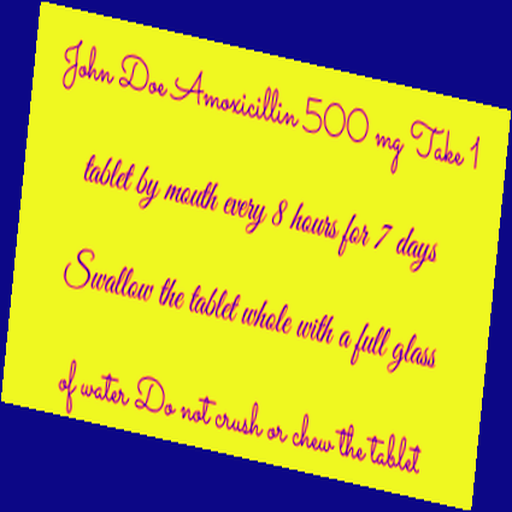 John Doe Amoxicillin 500 mg Take 1
tablet by mouth every 8 hours for 7 days
Swallow the tablet whole with a full glass
of water Do not crush or chew the tablet